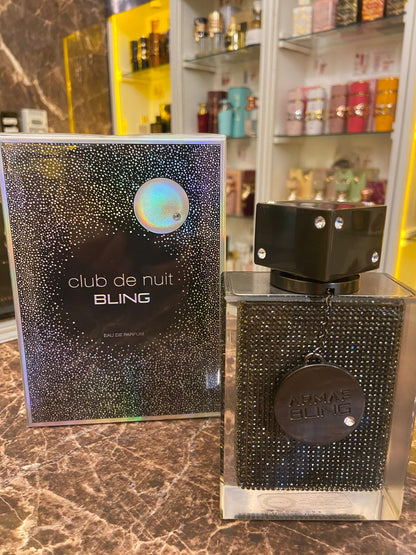 club de nuit
BLING
EAU DE PARFUM
ARMAF
BLING